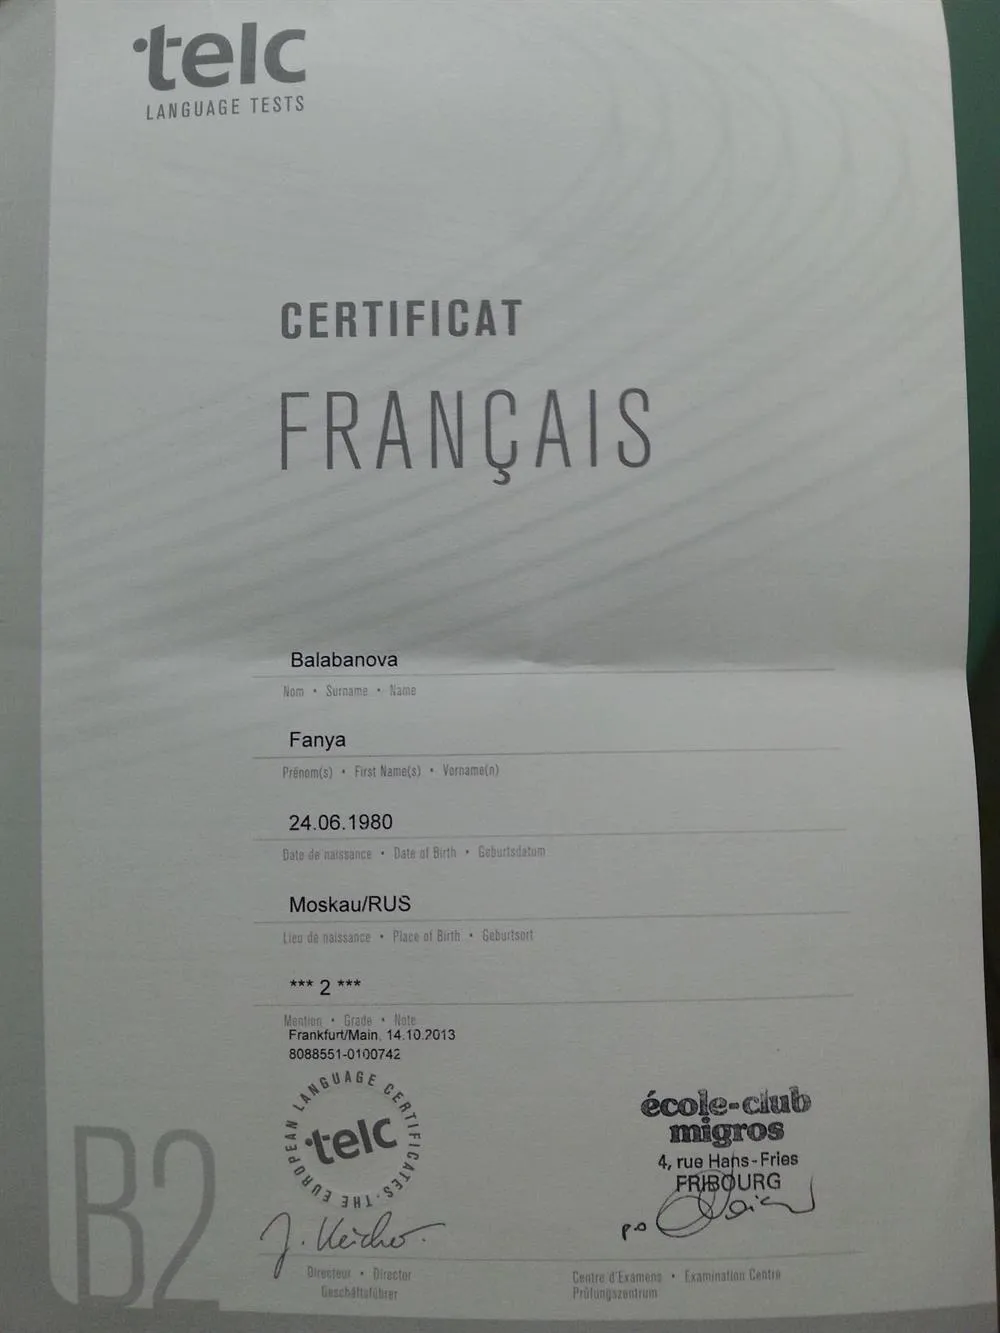 telc
LANGUAGE TESTS
CERTIFICAT
FRANÇAIS
Balabanova
Nom • Surname • Name
Fanya
Prénom(s) • First Name(s) • Vorname(n)
24.06.1980
Date de naissance • Date of Birth • Geburtsdatum
Moskau/RUS
Lieu de naissance • Place of Birth • Geburtsort
*** 2 ***
Mention • Grade • Note
Frankfurt/Main, 14.10.2013
8088551-0100742
THE EUROPEAN LANGUAGE CERTIFICATES
telc
école-club
migros
4, rue Hans-Fries
FRIBOURG
p.o
B2
Directeur • Director
Geschäftsführer
Centre d'Examens • Examination Centre
Prüfungszentrum